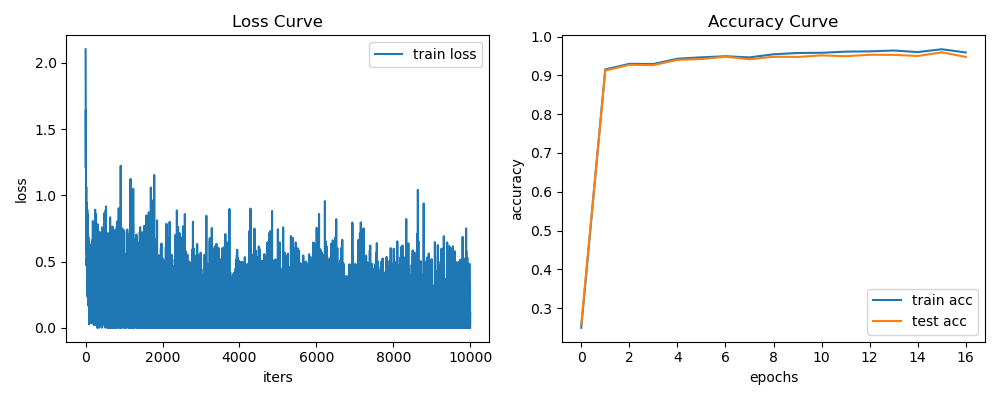 Loss Curve
train loss
2.0
1.5
1.0
0.5
0.0
loss
0 2000 4000 6000 8000 10000
iters
Accuracy Curve
1.0
0.9
0.8
0.7
0.6
0.5
0.4
0.3
accuracy
train acc
test acc
0 2 4 6 8 10 12 14 16
epochs